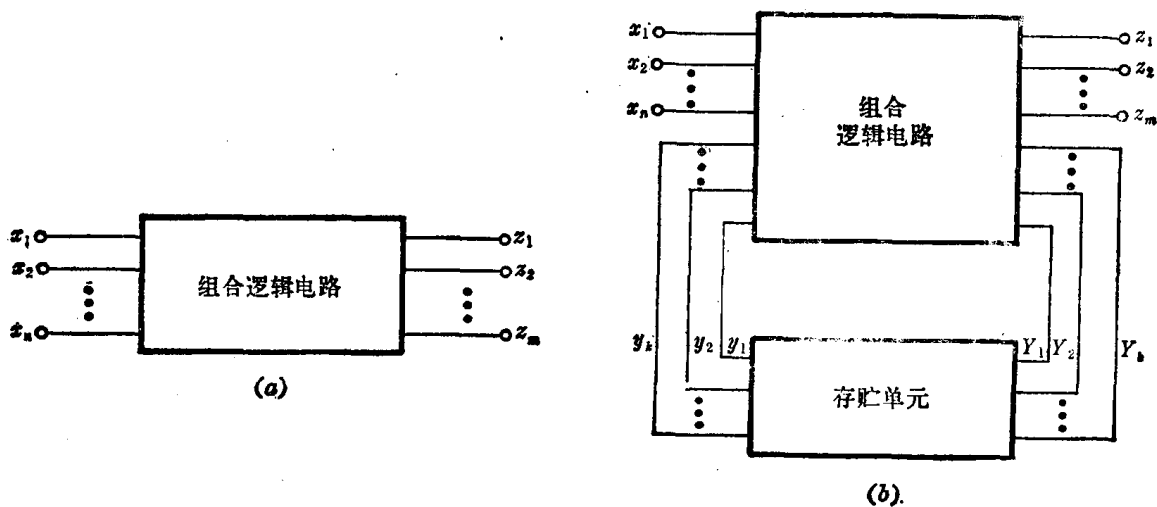 x₁
x₂
xₙ
组合逻辑电路
z₁
z₂
zₘ
(a)
x₁
x₂
xₙ
组合
逻辑电路
z₁
z₂
zₘ
yₖ
y₂
y₁
Y₁
Y₂
Yₖ
存贮单元
(b).